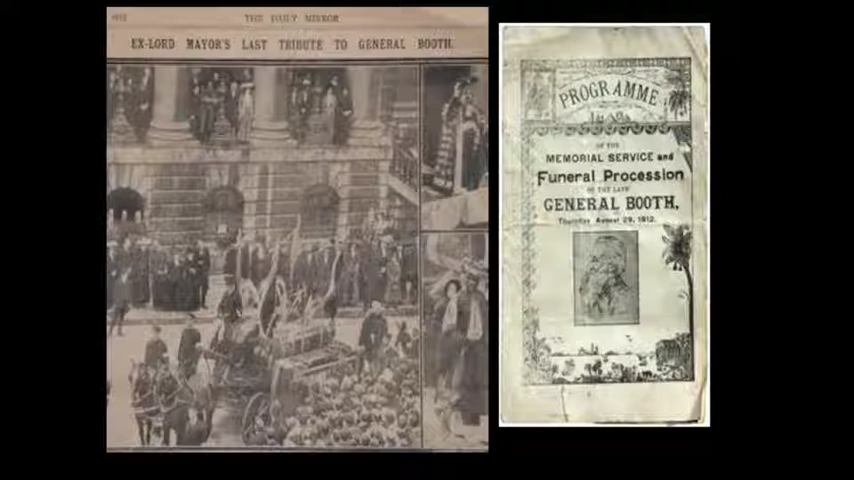 THE DAILY MIRROR
EX-LORD MAYOR'S LAST TRIBUTE TO GENERAL BOOTH.
PROGRAMME
OF THE
MEMORIAL SERVICE and
Funeral Procession
OF THE LATE
GENERAL BOOTH,
Thursday, August 29, 1912.